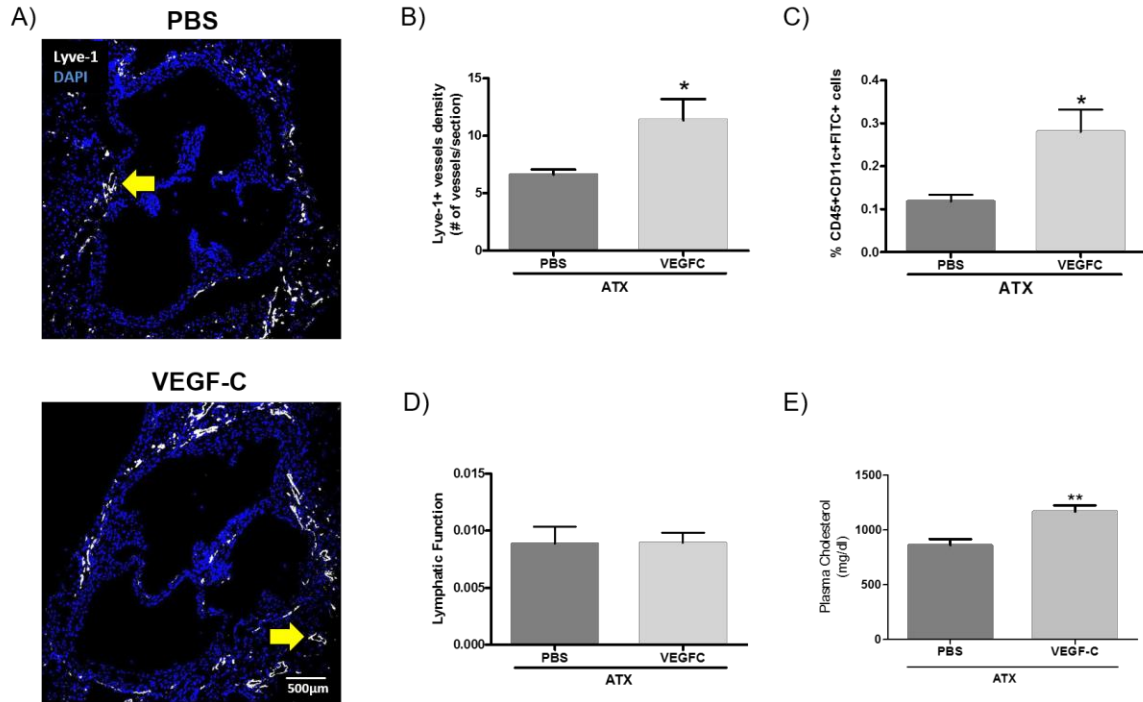 A)
PBS
Lyve-1
DAPI
VEGF-C
500µm
B)
Lyve-1+ vessels density
(# of vessels/section)
15
10
5
0
*
PBS
VEGFC
ATX
C)
% CD45+CD11c+FITC+ cells
0.4
0.3
0.2
0.1
0.0
*
PBS
VEGFC
ATX
D)
Lymphatic Function
0.015
0.010
0.005
0.000
PBS
VEGFC
ATX
E)
Plasma Cholesterol
(mg/dl)
1500
1000
500
0
**
PBS
VEGF-C
ATX